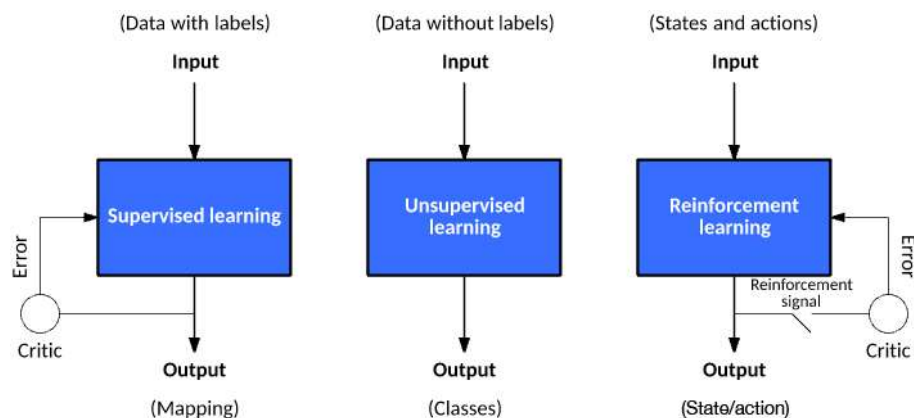 (Data with labels)
Input
Supervised learning
Error
Critic
Output
(Mapping)
(Data without labels)
Input
Unsupervised
learning
Output
(Classes)
(States and actions)
Input
Reinforcement
learning
Reinforcement
signal
Error
Critic
Output
(State/action)